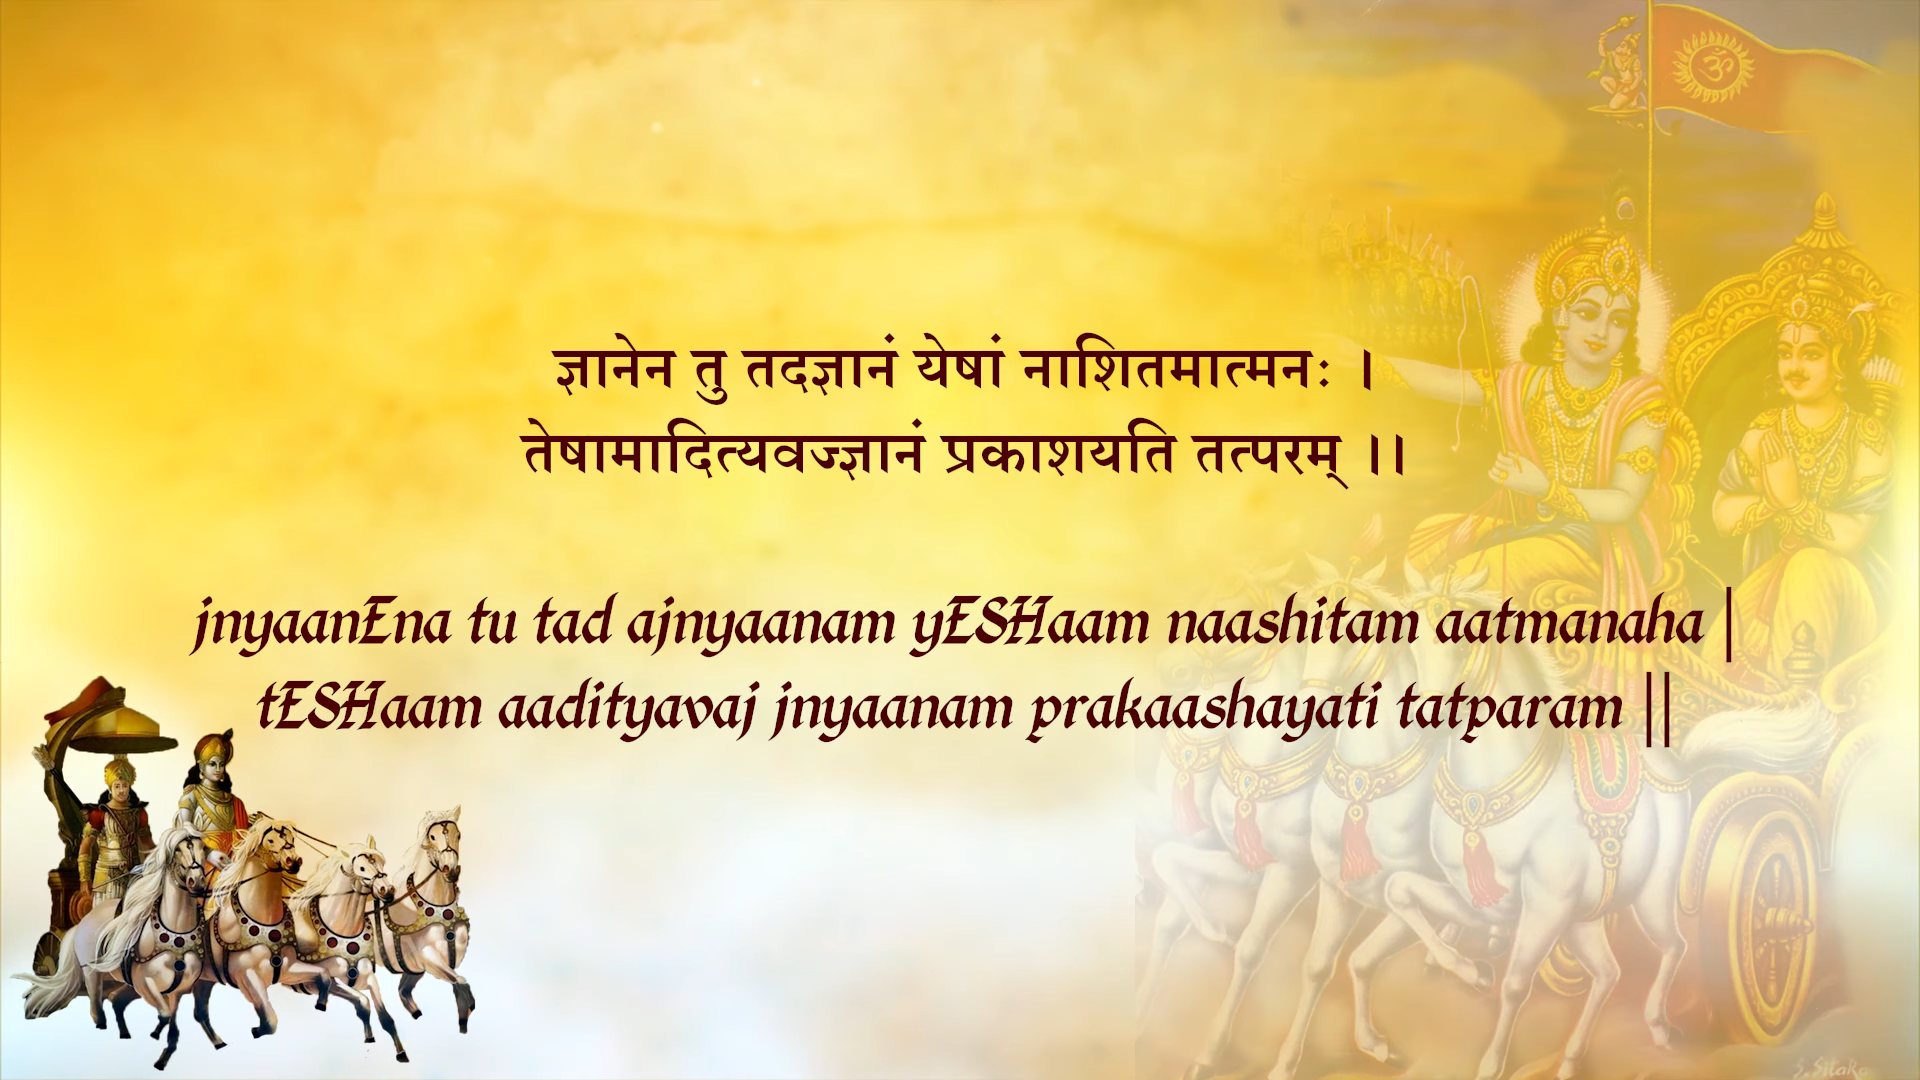 ॐ
ज्ञानेन तु तदज्ञानं येषां नाशितमात्मनः ।
तेषामादित्यवज्ज्ञानं प्रकाशयति तत्परम् ।।
jnyaanEna tu tad ajnyaanam yESHaam naashitam aatmanaha |
tESHaam aadityavaj jnyaanam prakaashayati tatparam ||